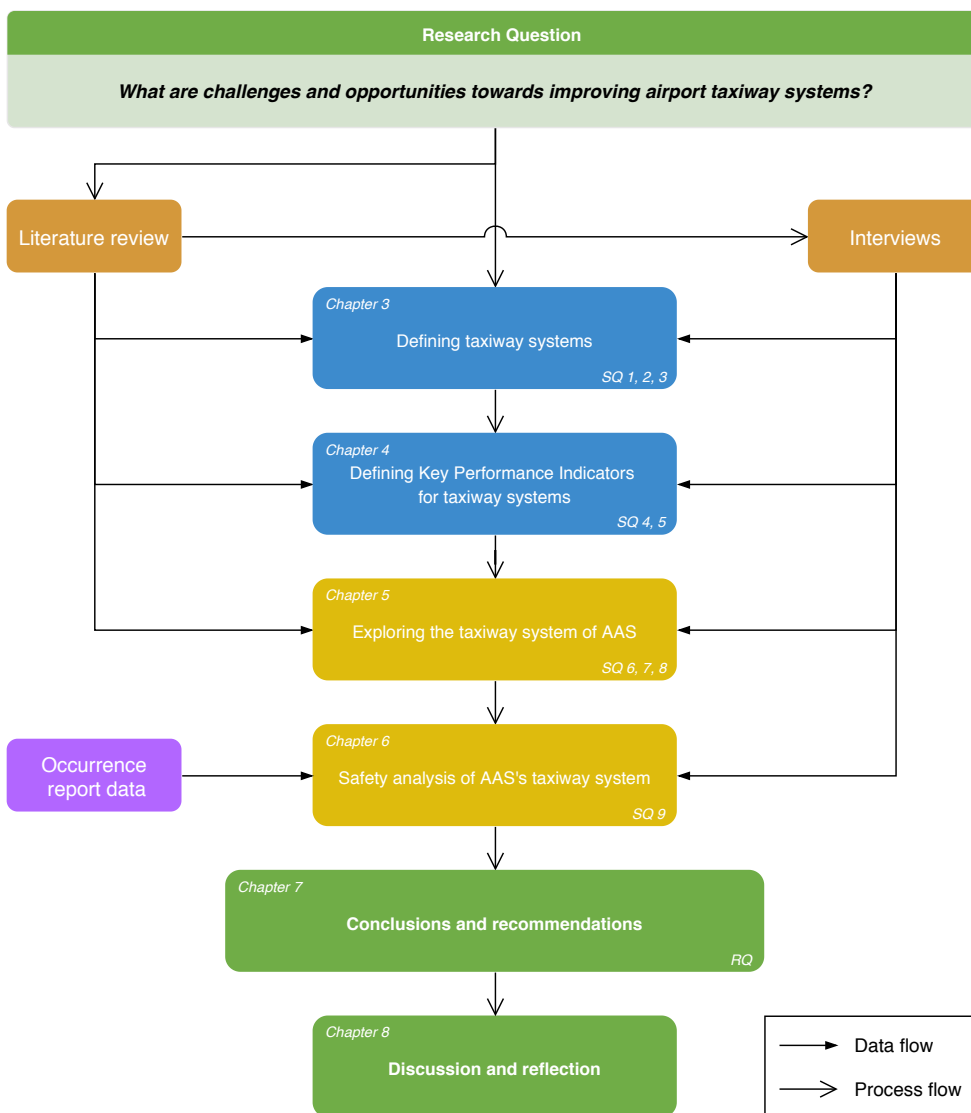 Research Question
What are challenges and opportunities towards improving airport taxiway systems?
Literature review
Interviews
Chapter 3
Defining taxiway systems
SQ 1, 2, 3
Chapter 4
Defining Key Performance Indicators
for taxiway systems
SQ 4, 5
Chapter 5
Exploring the taxiway system of AAS
SQ 6, 7, 8
Occurrence
report data
Chapter 6
Safety analysis of AAS's taxiway system
SQ 9
Chapter 7
Conclusions and recommendations
RQ
Chapter 8
Discussion and reflection
Data flow
Process flow